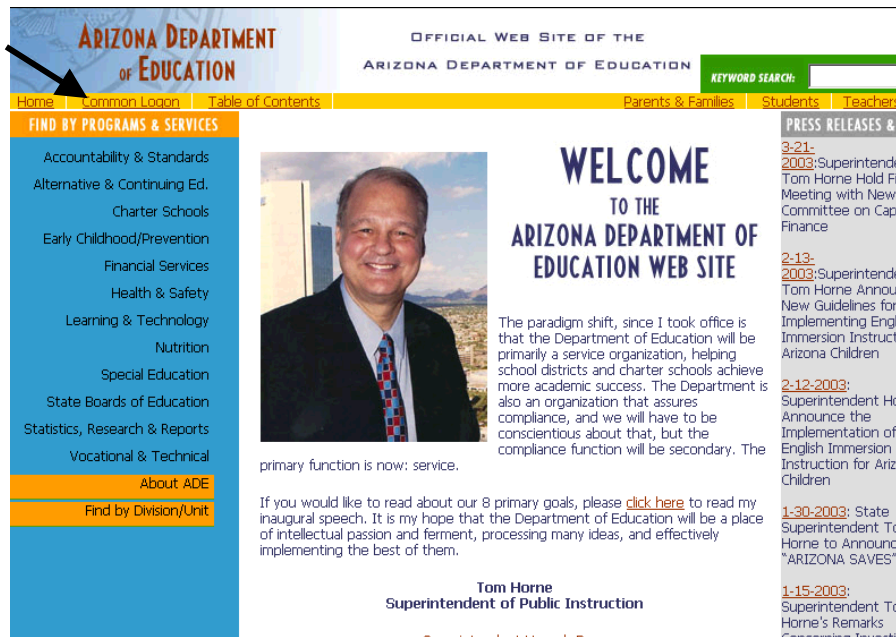 ARIZONA DEPARTMENT
OF EDUCATION
OFFICIAL WEB SITE OF THE
ARIZONA DEPARTMENT OF EDUCATION
KEYWORD SEARCH:
Home Common Logon Table of Contents Parents & Families Students Teachers
FIND BY PROGRAMS & SERVICES
Accountability & Standards
Alternative & Continuing Ed.
Charter Schools
Early Childhood/Prevention
Financial Services
Health & Safety
Learning & Technology
Nutrition
Special Education
State Boards of Education
Statistics, Research & Reports
Vocational & Technical
About ADE
Find by Division/Unit
WELCOME
TO THE
ARIZONA DEPARTMENT OF
EDUCATION WEB SITE
The paradigm shift, since I took office is
that the Department of Education will be
primarily a service organization, helping
school districts and charter schools achieve
more academic success. The Department is
also an organization that assures
compliance, and we will have to be
conscientious about that, but the
compliance function will be secondary. The
primary function is now: service.
If you would like to read about our 8 primary goals, please click here to read my
inaugural speech. It is my hope that the Department of Education will be a place
of intellectual passion and ferment, processing many ideas, and effectively
implementing the best of them.
Tom Horne
Superintendent of Public Instruction
PRESS RELEASES &
3-21-
2003:Superintende
Tom Horne Hold Fi
Meeting with New
Committee on Cap
Finance
2-13-
2003:Superintende
Tom Horne Annou
New Guidelines for
Implementing Engl
Immersion Instruct
Arizona Children
2-12-2003:
Superintendent Ho
Announce the
Implementation of
English Immersion
Instruction for Ariz
Children
1-30-2003: State
Superintendent To
Horne to Announc
"ARIZONA SAVES"
1-15-2003:
Superintendent To
Horne's Remarks